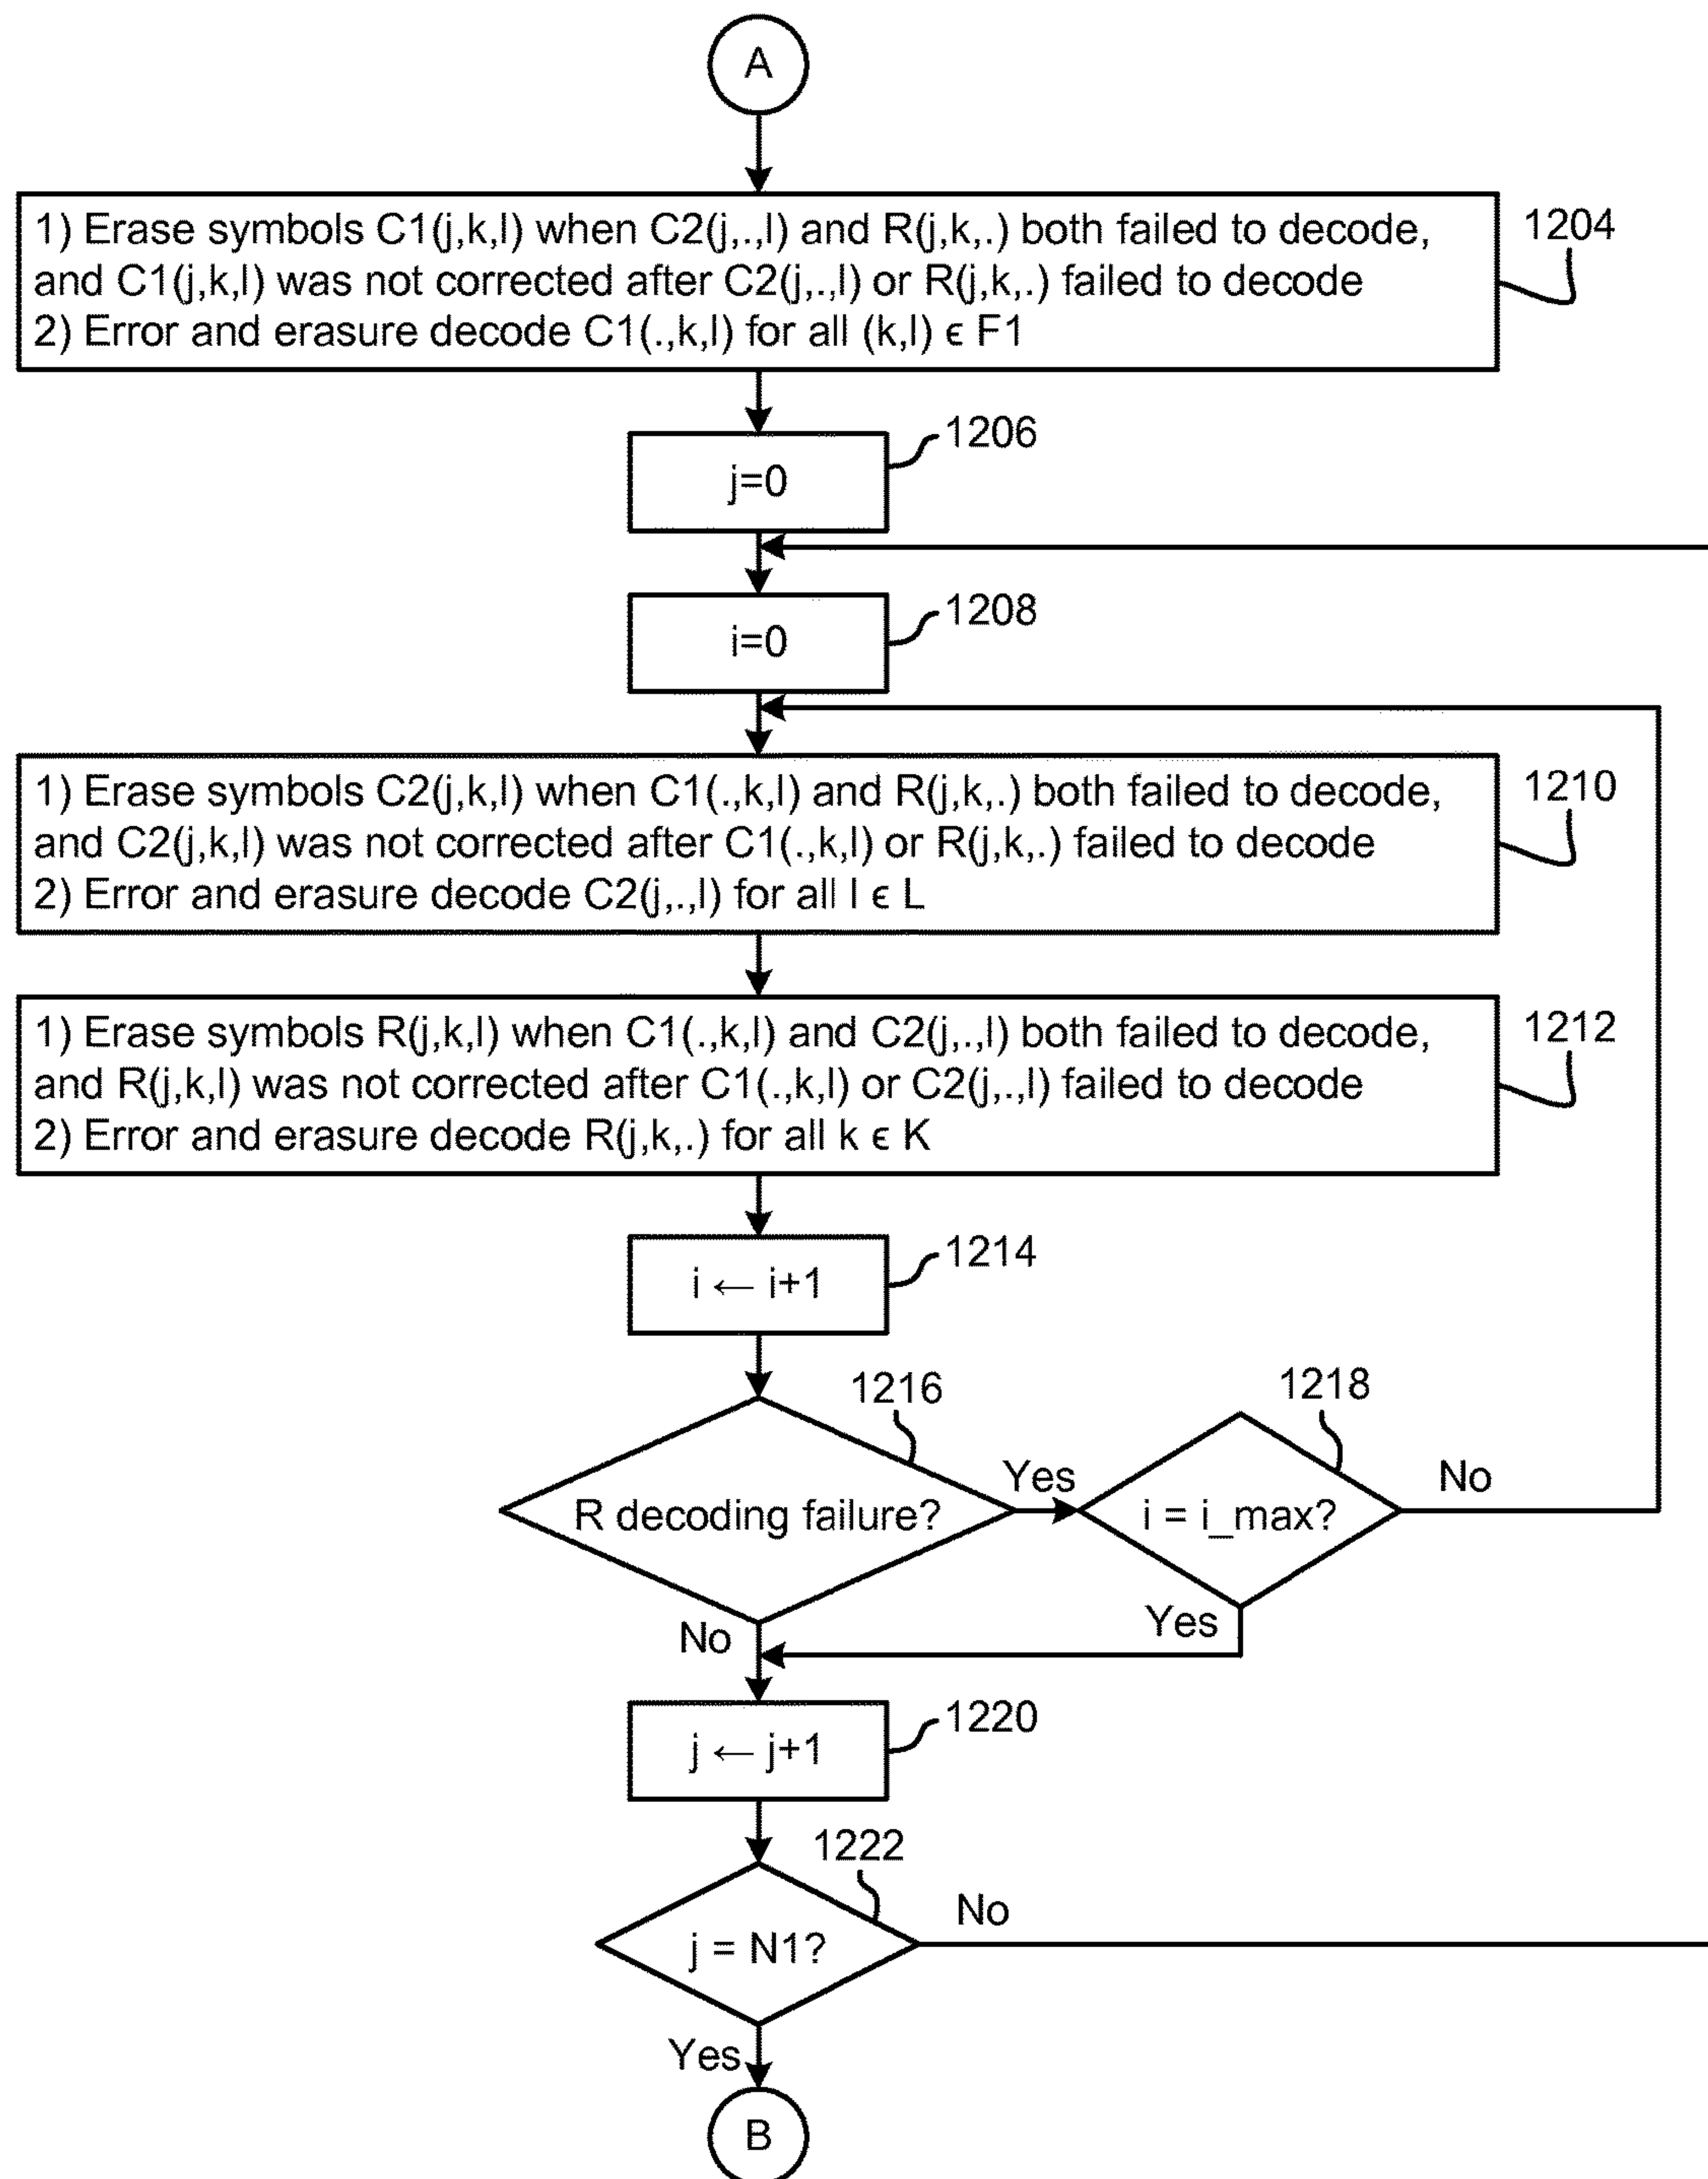 A
1) Erase symbols C1(j,k,l) when C2(j,.,l) and R(j,k,.) both failed to decode,
and C1(j,k,l) was not corrected after C2(j,.,l) or R(j,k,.) failed to decode
2) Error and erasure decode C1(.,k,l) for all (k,l) ϵ F1
1204
j=0
1206
i=0
1208
1) Erase symbols C2(j,k,l) when C1(.,k,l) and R(j,k,.) both failed to decode,
and C2(j,k,l) was not corrected after C1(.,k,l) or R(j,k,.) failed to decode
2) Error and erasure decode C2(j,.,l) for all l ϵ L
1210
1) Erase symbols R(j,k,l) when C1(.,k,l) and C2(j,.,l) both failed to decode,
and R(j,k,l) was not corrected after C1(.,k,l) or C2(j,.,l) failed to decode
2) Error and erasure decode R(j,k,.) for all k ϵ K
1212
i ← i+1
1214
1216
R decoding failure?
Yes
1218
i = i_max?
No
Yes
No
j ← j+1
1220
1222
j = N1?
No
Yes
B